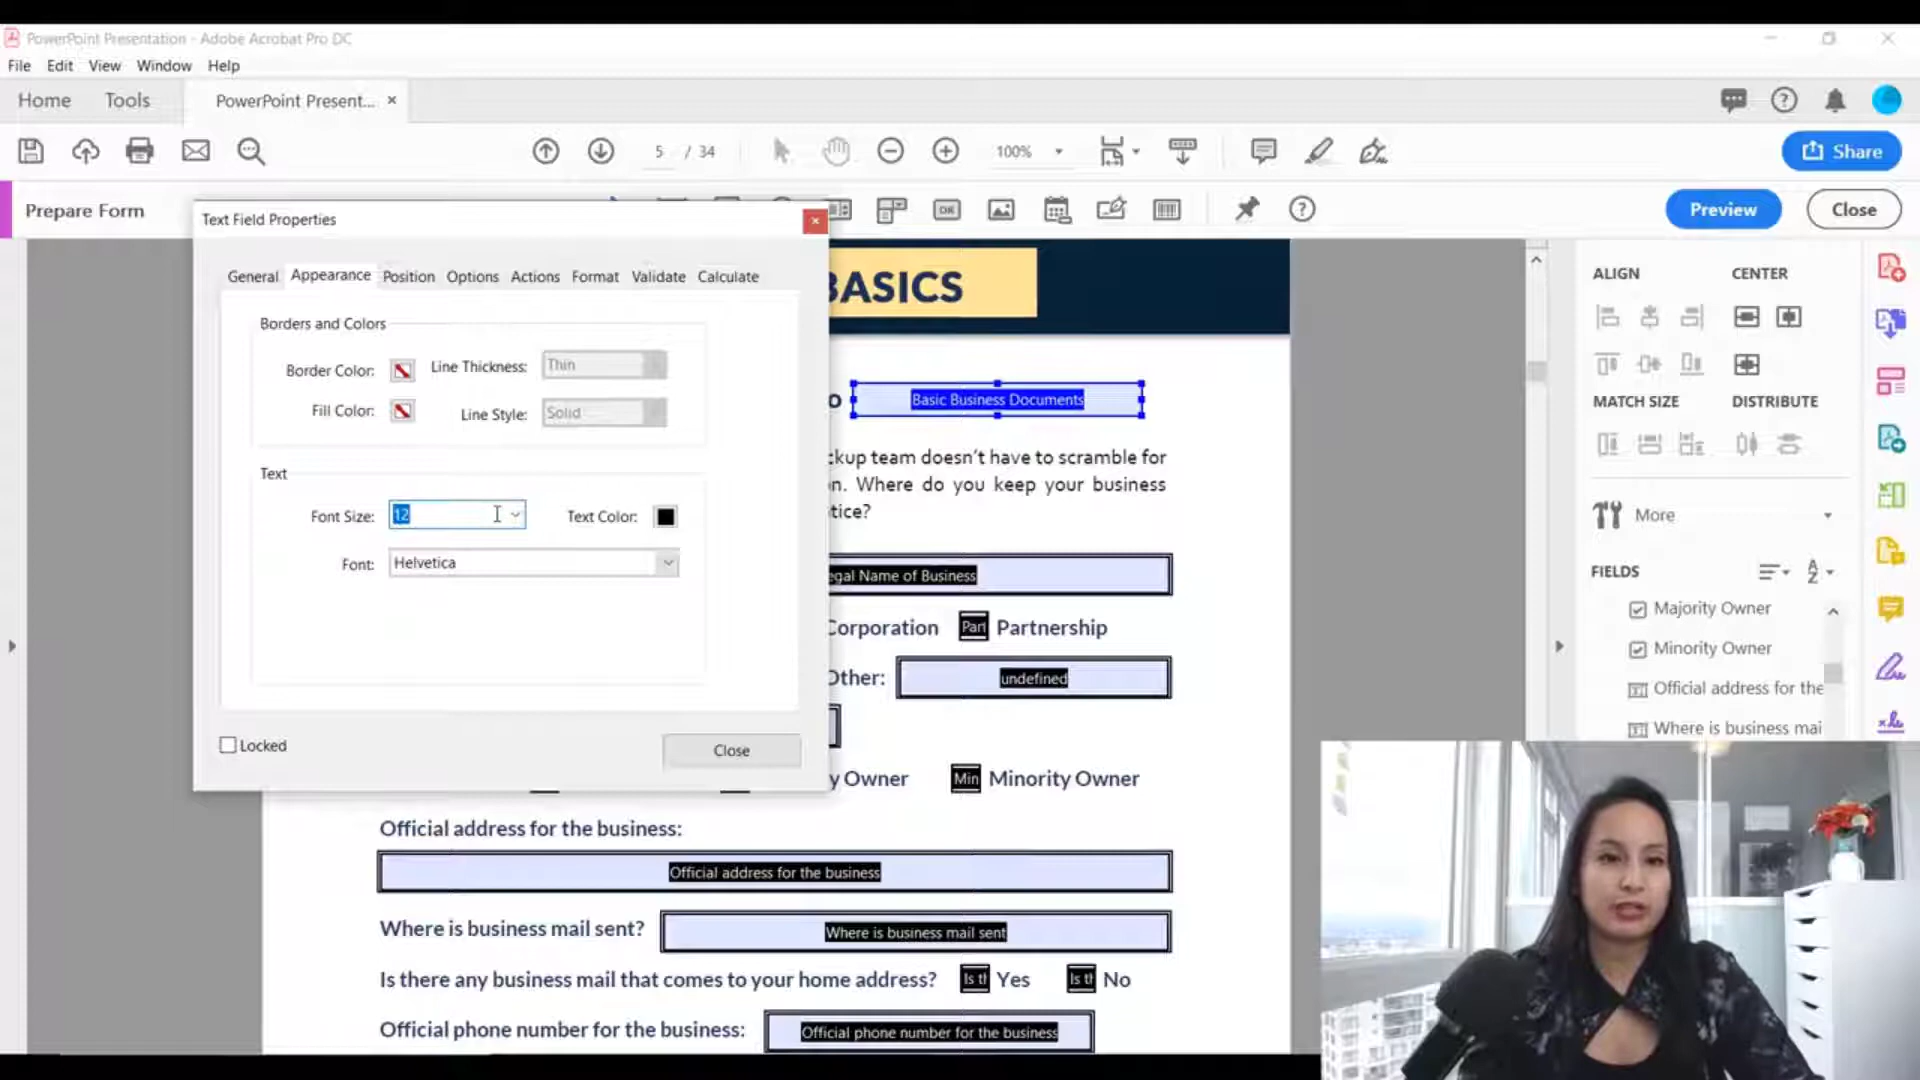 PowerPoint Presentation - Adobe Acrobat Pro DC
File Edit View Window Help
Home Tools PowerPoint Present...
5 / 34 100% Share
Prepare Form Preview Close
Text Field Properties
General Appearance Position Options Actions Format Validate Calculate
Borders and Colors
Border Color: Line Thickness: Thin
Fill Color: Line Style: Solid
Text
Font Size: 12 Text Color:
Font: Helvetica
Locked Close
BASICS
o Basic Business Documents
ckup team doesn't have to scramble for
n. Where do you keep your business
tice?
egal Name of Business
Corporation Part Partnership
Other: undefined
y Owner Min Minority Owner
Official address for the business:
Official address for the business
Where is business mail sent? Where is business mail sent
Is there any business mail that comes to your home address? Is tl Yes Is tl No
Official phone number for the business: Official phone number for the business
ALIGN CENTER
MATCH SIZE DISTRIBUTE
More
FIELDS
Majority Owner
Minority Owner
Official address for the
Where is business mai